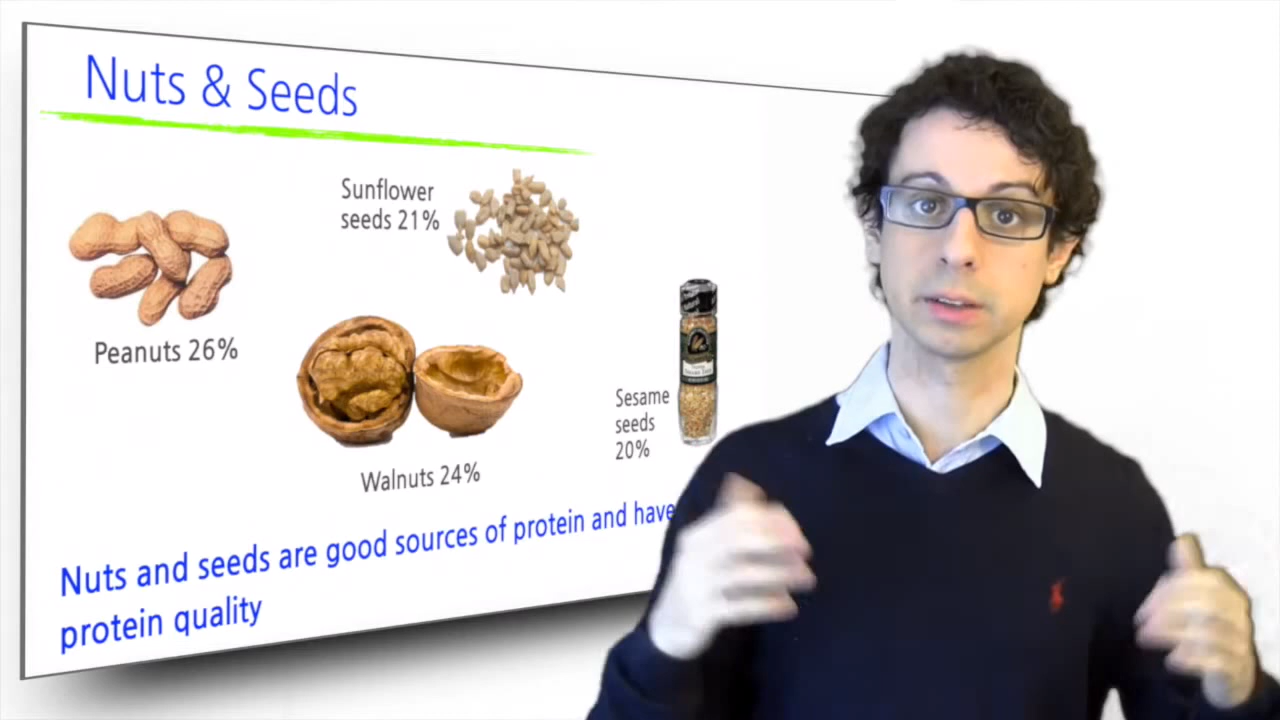 Nuts & Seeds
Sunflower
seeds 21%
Peanuts 26%
Sesame
seeds
20%
Walnuts 24%
Nuts and seeds are good sources of protein and have
protein quality